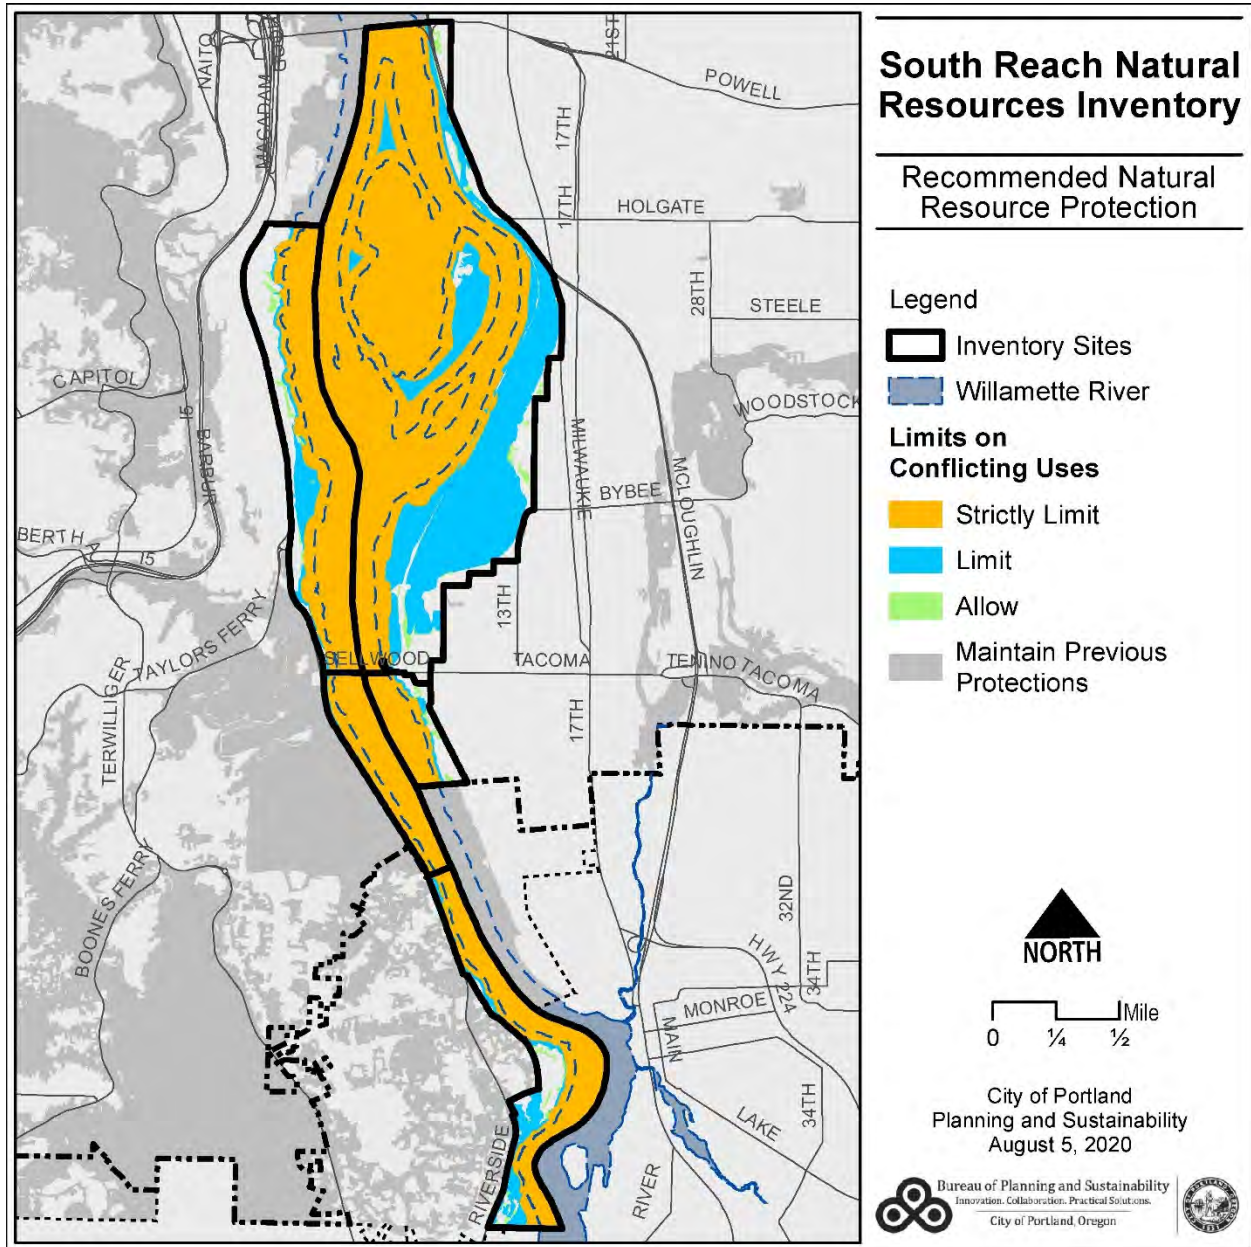 South Reach Natural
Resources Inventory
Recommended Natural
Resource Protection
Legend
Inventory Sites
Willamette River
Limits on
Conflicting Uses
Strictly Limit
Limit
Allow
Maintain Previous
Protections
NORTH
Mile
0 ¼ ½
City of Portland
Planning and Sustainability
August 5, 2020
Bureau of Planning and Sustainability
Innovation. Collaboration. Practical Solutions.
City of Portland, Oregon
NAITO
MACADAM
21ST
POWELL
17TH
17TH
HOLGATE
28TH
STEELE
CAPITOL
I5
BARBUR
WOODSTOCK
MILWAUKIE
MCLOUGHLIN
BYBEE
BERTHA
I5
TAYLORS FERRY
13TH
SELLWOOD
TACOMA
TENINO
TACOMA
TERWILLIGER
17TH
BOONES FERRY
32ND
34TH
HWY 224
MONROE
MAIN
LAKE
34TH
RIVERSIDE
RIVER